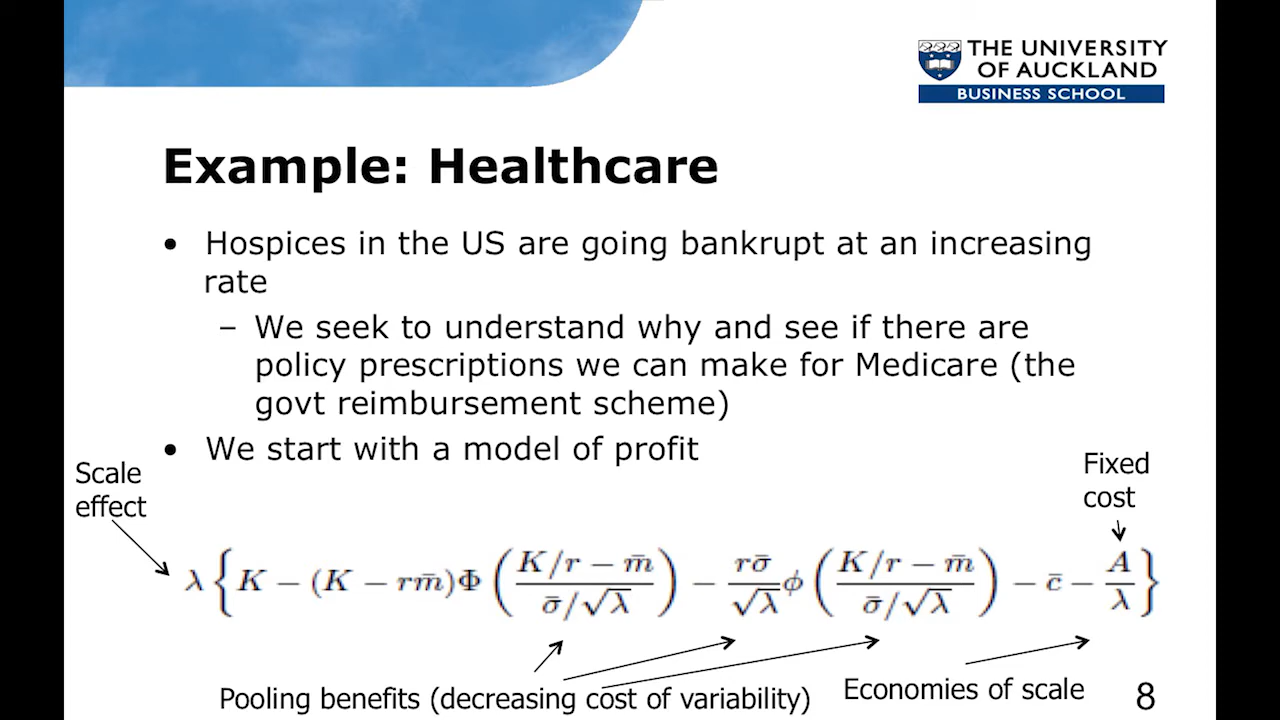 THE UNIVERSITY
OF AUCKLAND
BUSINESS SCHOOL
Example: Healthcare
• Hospices in the US are going bankrupt at an increasing
rate
– We seek to understand why and see if there are
policy prescriptions we can make for Medicare (the
govt reimbursement scheme)
• We start with a model of profit
Scale
effect
Fixed
cost
λ { K − (K − rm̄)Φ ( (K/r − m̄) / (σ̄/√λ) ) − (rσ̄/√λ) ϕ ( (K/r − m̄) / (σ̄/√λ) ) − c̄ − A/λ }
Pooling benefits (decreasing cost of variability)
Economies of scale
8